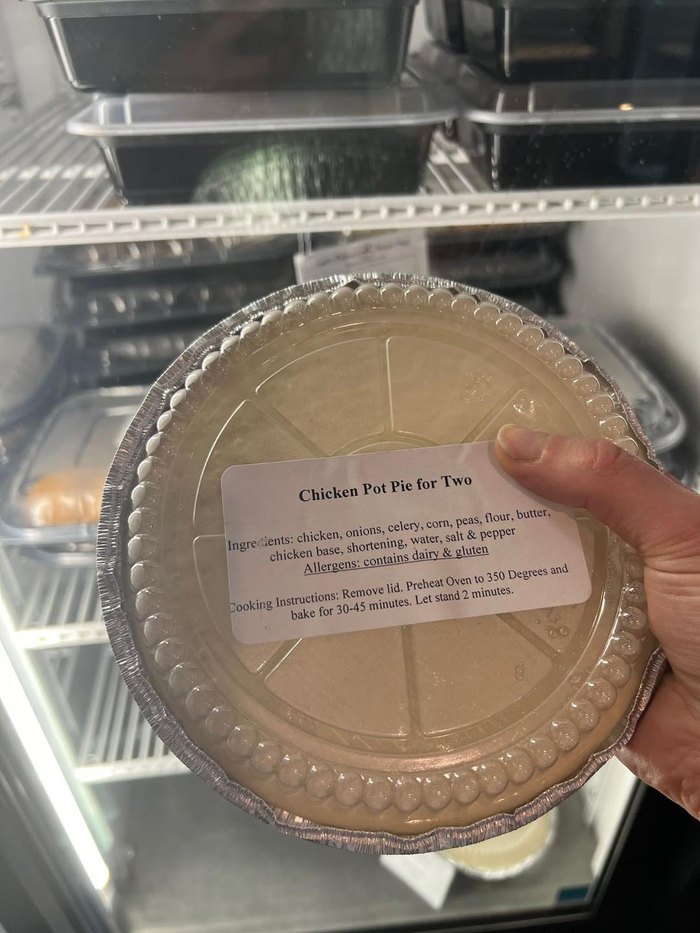 Chicken Pot Pie for Two
Ingredients: chicken, onions, celery, corn, peas, flour, butter,
chicken base, shortening, water, salt & pepper
Allergens: contains dairy & gluten
Cooking Instructions: Remove lid. Preheat Oven to 350 Degrees and
bake for 30-45 minutes. Let stand 2 minutes.